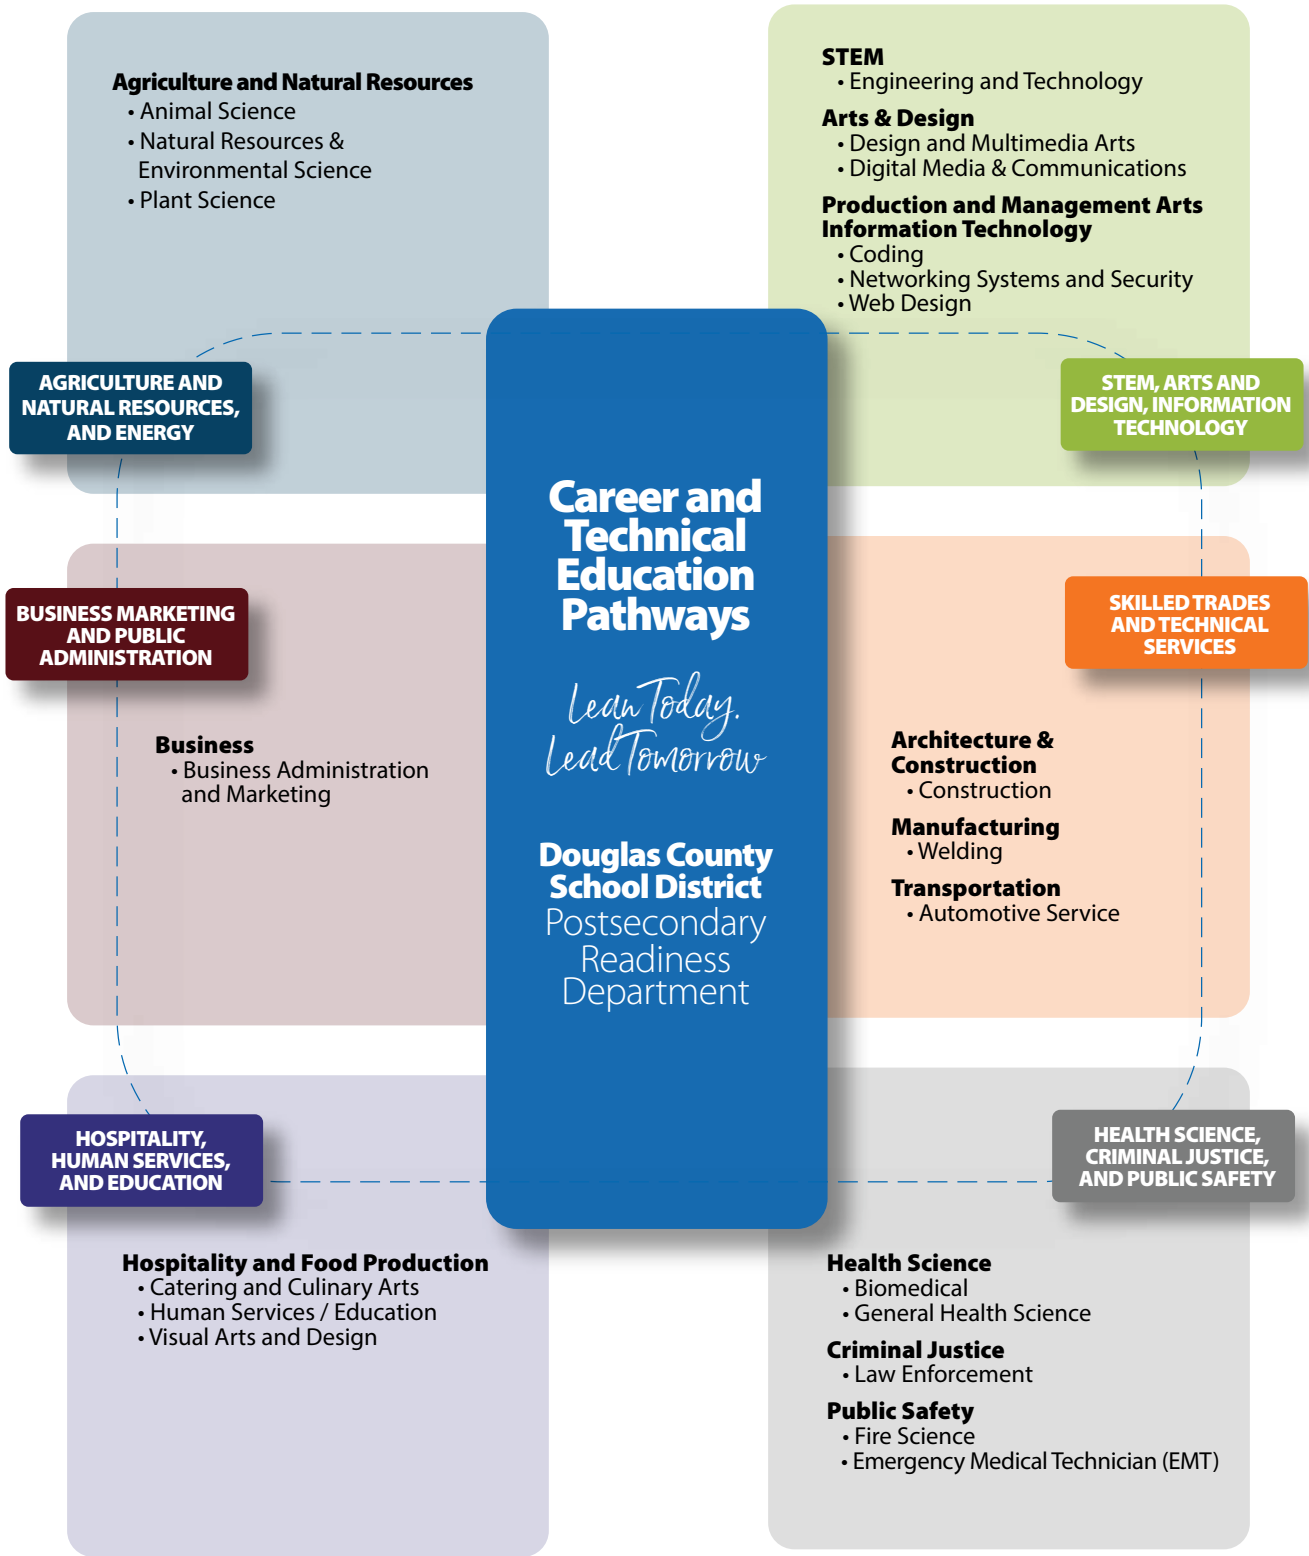 Agriculture and Natural Resources
• Animal Science
• Natural Resources &
Environmental Science
• Plant Science
AGRICULTURE AND
NATURAL RESOURCES,
AND ENERGY
STEM
• Engineering and Technology
Arts & Design
• Design and Multimedia Arts
• Digital Media & Communications
Production and Management Arts
Information Technology
• Coding
• Networking Systems and Security
• Web Design
STEM, ARTS AND
DESIGN, INFORMATION
TECHNOLOGY
Career and
Technical
Education
Pathways
Lean Today.
Lead Tomorrow
Douglas County
School District
Postsecondary
Readiness
Department
BUSINESS MARKETING
AND PUBLIC
ADMINISTRATION
Business
• Business Administration
and Marketing
SKILLED TRADES
AND TECHNICAL
SERVICES
Architecture &
Construction
• Construction
Manufacturing
• Welding
Transportation
• Automotive Service
HOSPITALITY,
HUMAN SERVICES,
AND EDUCATION
Hospitality and Food Production
• Catering and Culinary Arts
• Human Services / Education
• Visual Arts and Design
HEALTH SCIENCE,
CRIMINAL JUSTICE,
AND PUBLIC SAFETY
Health Science
• Biomedical
• General Health Science
Criminal Justice
• Law Enforcement
Public Safety
• Fire Science
• Emergency Medical Technician (EMT)